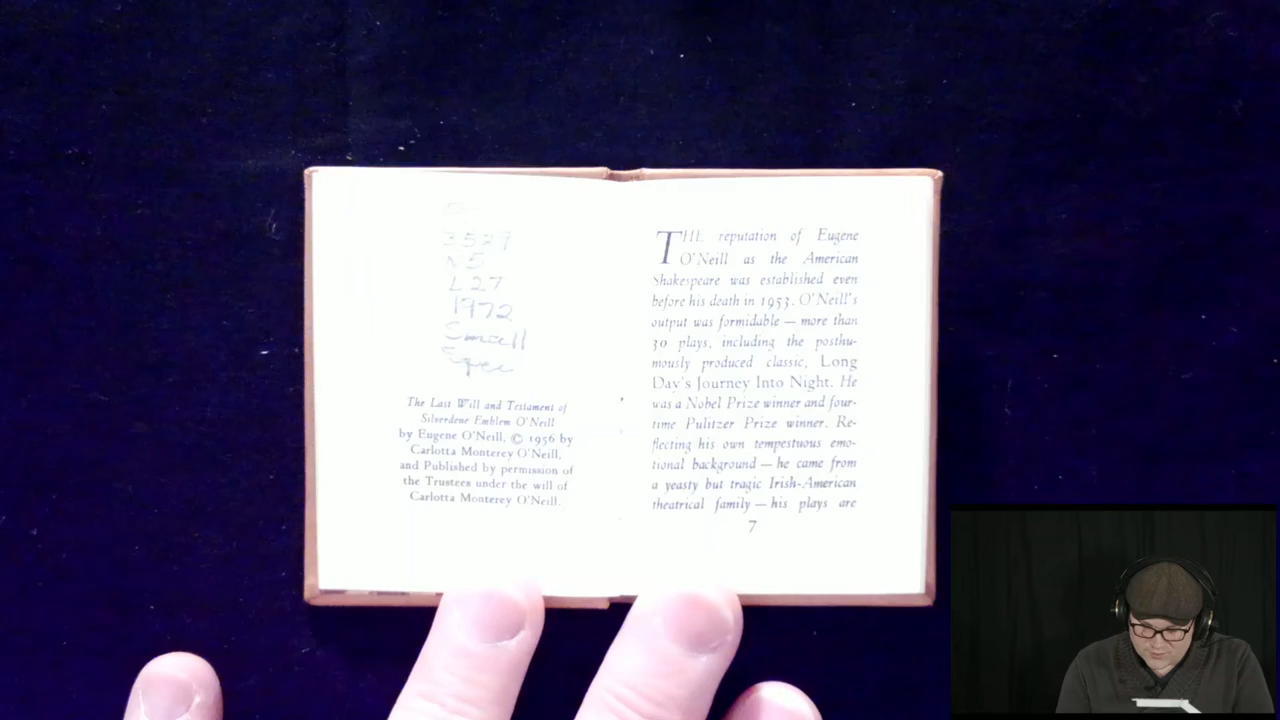 3527
N5
L27
1972
Small
Spec
The Last Will and Testament of
Silverdene Emblem O'Neill
by Eugene O'Neill, © 1956 by
Carlotta Monterey O'Neill,
and Published by permission of
the Trustees under the will of
Carlotta Monterey O'Neill.
THE reputation of Eugene
O'Neill as the American
Shakespeare was established even
before his death in 1953. O'Neill's
output was formidable — more than
30 plays, including the posthu-
mously produced classic, Long
Day's Journey Into Night. He
was a Nobel Prize winner and four-
time Pulitzer Prize winner. Re-
flecting his own tempestuous emo-
tional background — he came from
a yeasty but tragic Irish-American
theatrical family — his plays are
7